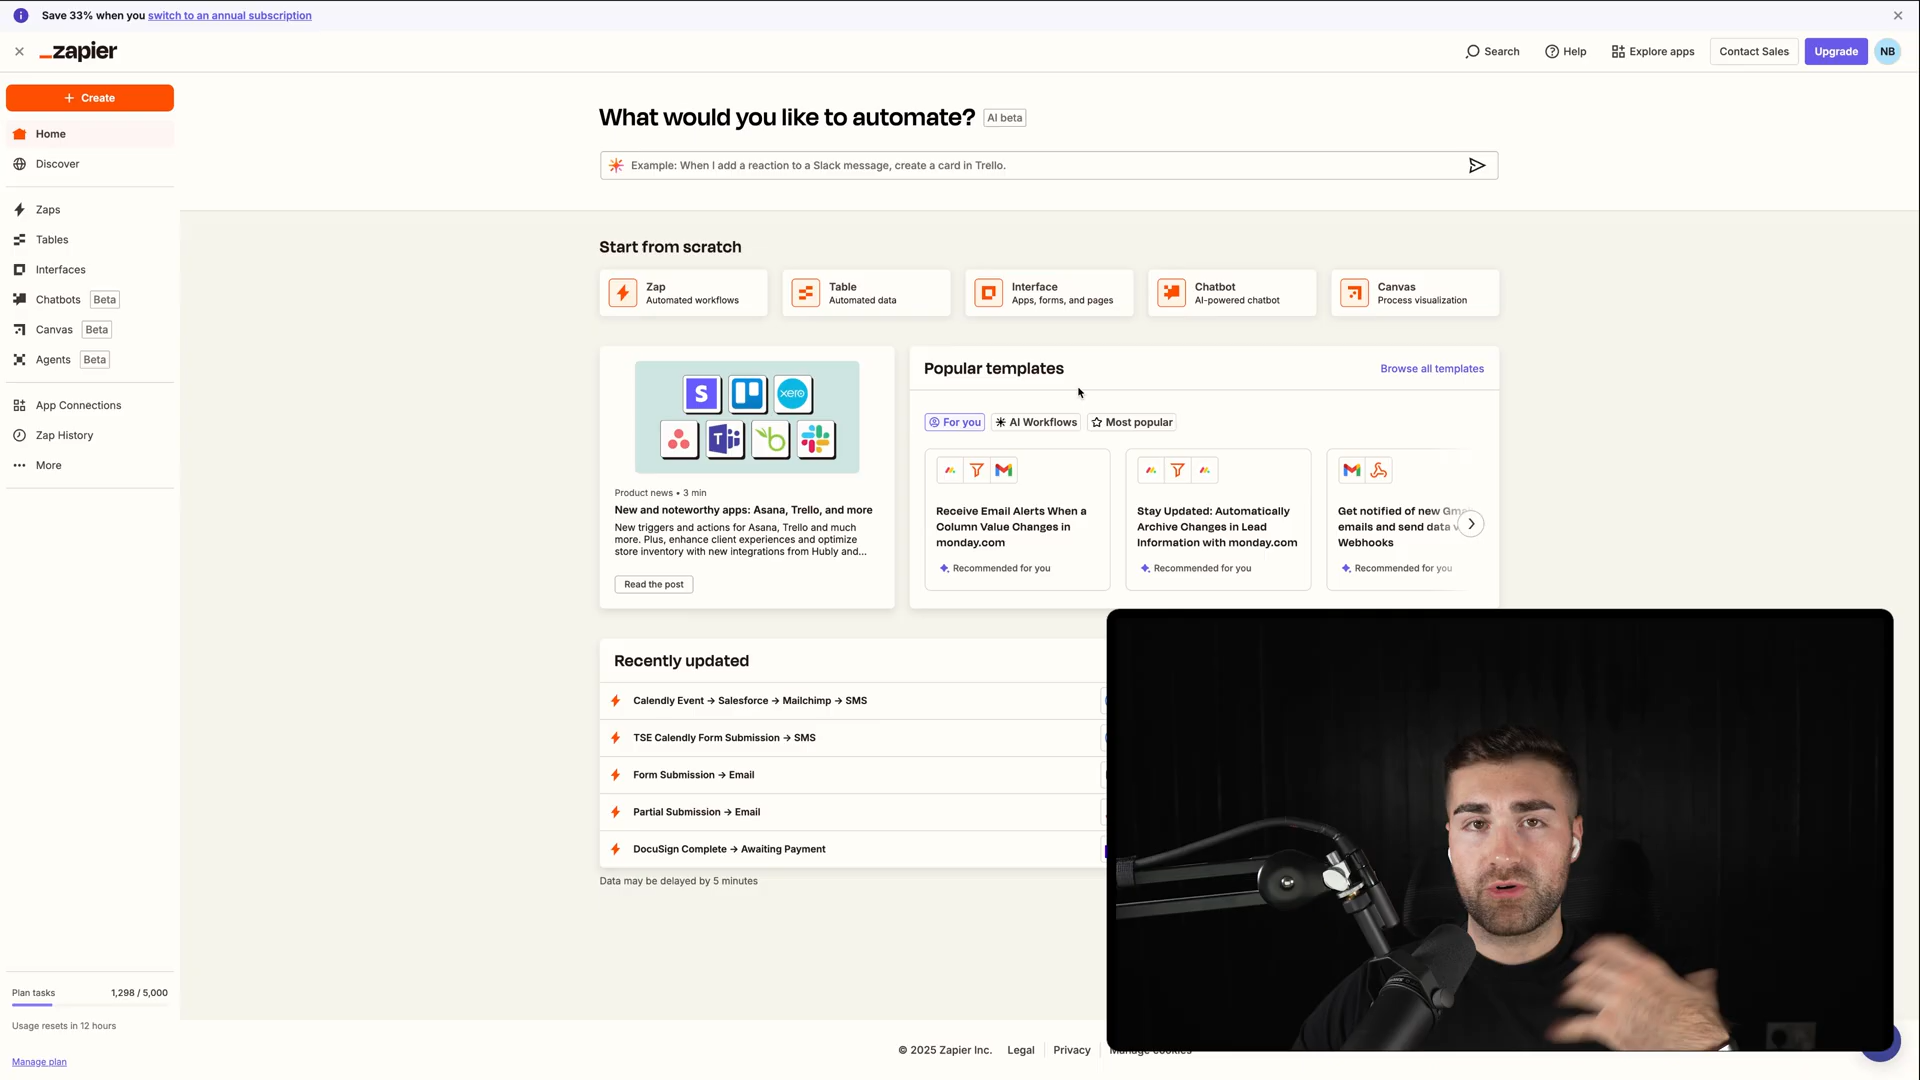 Save 33% when you switch to an annual subscription
zapier
Search
Help
Explore apps
Contact Sales
Upgrade
NB
Create
Home
Discover
Zaps
Tables
Interfaces
Chatbots Beta
Canvas Beta
Agents Beta
App Connections
Zap History
More
Plan tasks 1,298 / 5,000
Usage resets in 12 hours
Manage plan
What would you like to automate? AI beta
Example: When I add a reaction to a Slack message, create a card in Trello.
Start from scratch
Zap
Automated workflows
Table
Automated data
Interface
Apps, forms, and pages
Chatbot
AI-powered chatbot
Canvas
Process visualization
S
xero
Product news • 3 min
New and noteworthy apps: Asana, Trello, and more
New triggers and actions for Asana, Trello and much
more. Plus, enhance client experiences and optimize
store inventory with new integrations from Hubly and...
Read the post
Popular templates
Browse all templates
For you
AI Workflows
Most popular
Receive Email Alerts When a
Column Value Changes in
monday.com
Recommended for you
Stay Updated: Automatically
Archive Changes in Lead
Information with monday.com
Recommended for you
Get notified of new
emails and send data
Webhooks
Recommended for you
Recently updated
Calendly Event → Salesforce → Mailchimp → SMS
TSE Calendly Form Submission → SMS
Form Submission → Email
Partial Submission → Email
DocuSign Complete → Awaiting Payment
Data may be delayed by 5 minutes
© 2025 Zapier Inc.
Legal
Privacy